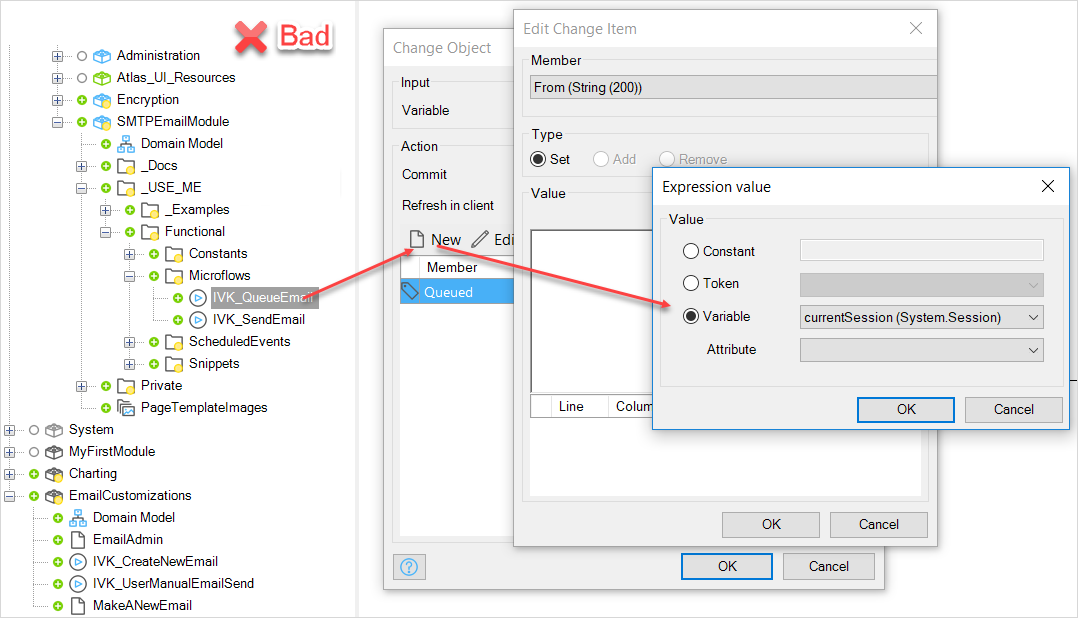 Bad
Administration
Atlas_UI_Resources
Encryption
SMTPEmailModule
Domain Model
_Docs
_USE_ME
_Examples
Functional
Constants
Microflows
IVK_QueueEmail
IVK_SendEmail
ScheduledEvents
Snippets
Private
PageTemplateImages
System
MyFirstModule
Charting
EmailCustomizations
Domain Model
EmailAdmin
IVK_CreateNewEmail
IVK_UserManualEmailSend
MakeANewEmail
Change Object
Input
Variable
Action
Commit
Refresh in client
New Edi
Member
Queued
OK Cancel
Edit Change Item
Member
From (String (200))
Type
Set Add Remove
Value
Line Colum
OK Cancel
Expression value
Value
Constant
Token
Variable currentSession (System.Session)
Attribute
OK Cancel